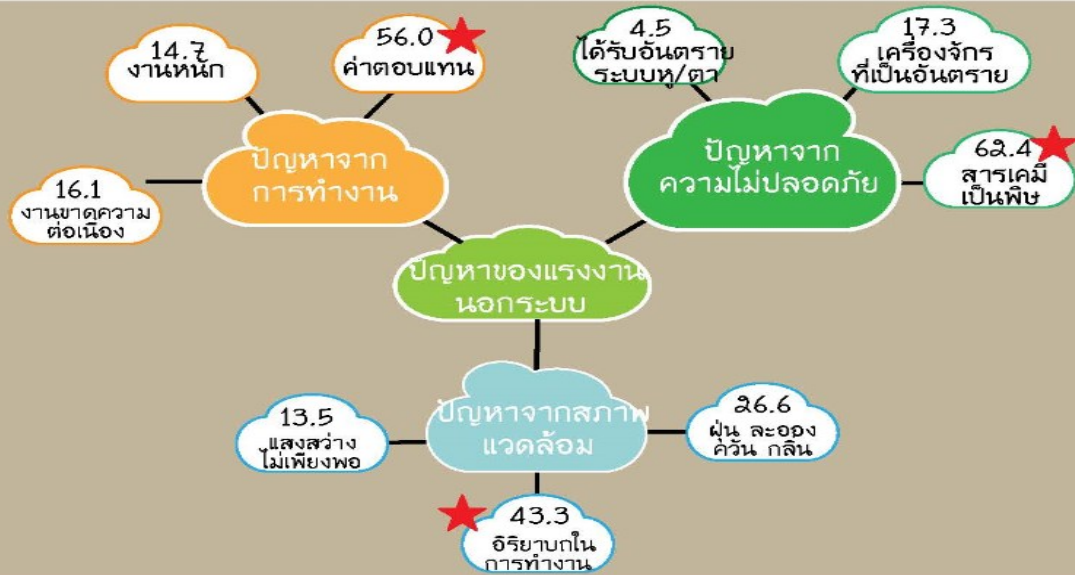 14.7
งานหนัก
56.0
ค่าตอบแทน
16.1
งานขาดความ
ต่อเนื่อง
ปัญหาจาก
การทำงาน
4.5
ได้รับอันตราย
ระบบหู/ตา
17.3
เครื่องจักร
ที่เป็นอันตราย
62.4
สารเคมี
เป็นพิษ
ปัญหาจาก
ความไม่ปลอดภัย
ปัญหาของแรงงาน
นอกระบบ
ปัญหาจากสภาพ
แวดล้อม
13.5
แสงสว่าง
ไม่เพียงพอ
26.6
ฝุ่น ละออง
ควัน กลิ่น
43.3
อิริยาบถใน
การทำงาน